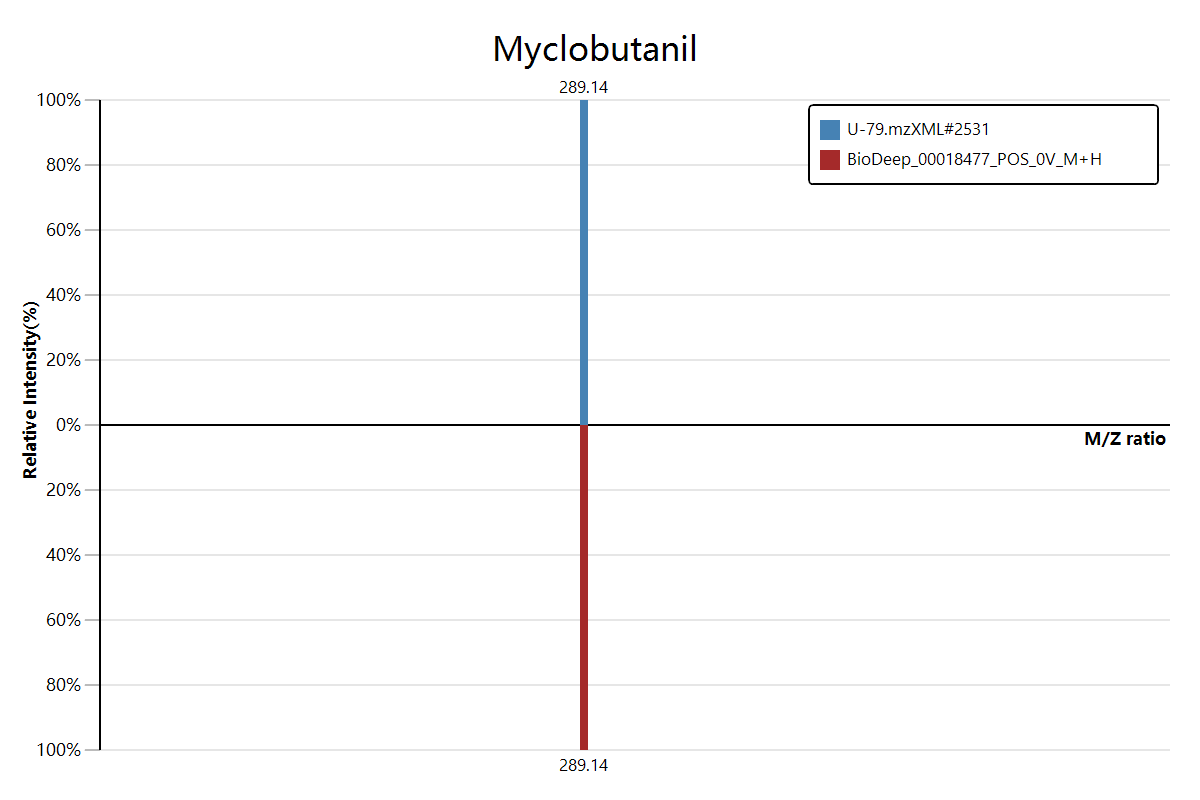 Myclobutanil
289.14
U-79.mzXML#2531
BioDeep_00018477_POS_0V_M+H
100%
80%
60%
40%
20%
0%
20%
40%
60%
80%
100%
Relative Intensity(%)
M/Z ratio
289.14